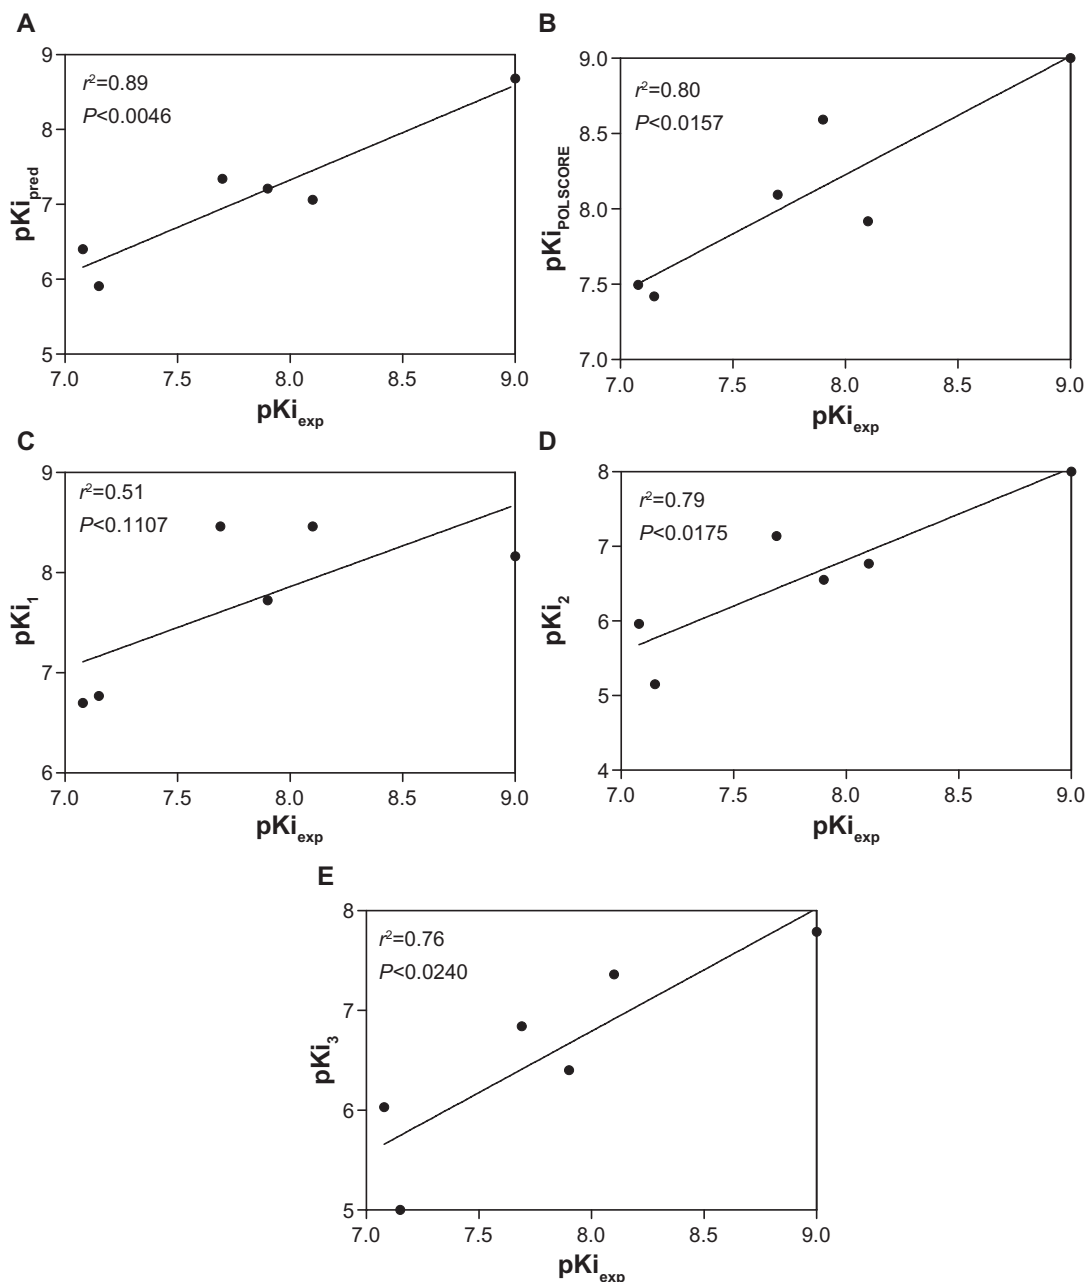 A
9
8
7
6
5
r²=0.89
P<0.0046
pKi_pred
7.0 7.5 8.0 8.5 9.0
pKi_exp
B
9.0
8.5
8.0
7.5
7.0
r²=0.80
P<0.0157
pKi_POLSCORE
7.0 7.5 8.0 8.5 9.0
pKi_exp
C
9
8
7
6
r²=0.51
P<0.1107
pKi_1
7.0 7.5 8.0 8.5 9.0
pKi_exp
D
8
7
6
5
4
r²=0.79
P<0.0175
pKi_2
7.0 7.5 8.0 8.5 9.0
pKi_exp
E
8
7
6
5
r²=0.76
P<0.0240
pKi_3
7.0 7.5 8.0 8.5 9.0
pKi_exp